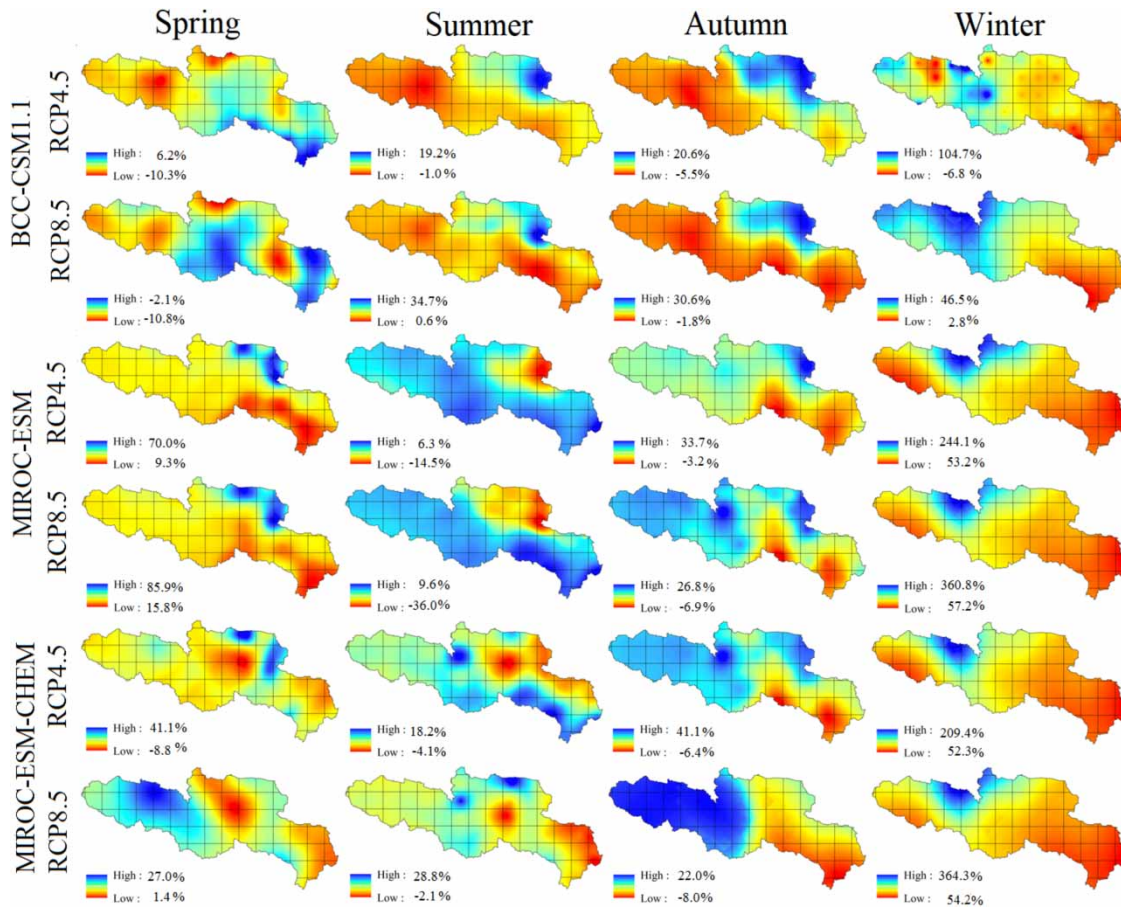 Spring Summer Autumn Winter
BCC-CSM1.1
RCP4.5
High : 6.2% High : 19.2% High : 20.6% High : 104.7%
Low : -10.3% Low : -1.0% Low : -5.5% Low : -6.8%
RCP8.5
High : -2.1% High : 34.7% High : 30.6% High : 46.5%
Low : -10.8% Low : 0.6% Low : -1.8% Low : 2.8%
MIROC-ESM
RCP4.5
High : 70.0% High : 6.3 % High : 33.7% High : 244.1%
Low : 9.3% Low : -14.5% Low : -3.2% Low : 53.2%
RCP8.5
High : 85.9% High : 9.6% High : 26.8% High : 360.8%
Low : 15.8% Low : -36.0% Low : -6.9% Low : 57.2%
MIROC-ESM-CHEM
RCP4.5
High : 41.1% High : 18.2% High : 41.1% High : 209.4%
Low : -8.8 % Low : -4.1% Low : -6.4% Low : 52.3%
RCP8.5
High : 27.0% High : 28.8% High : 22.0% High : 364.3%
Low : 1.4% Low : -2.1% Low : -8.0% Low : 54.2%